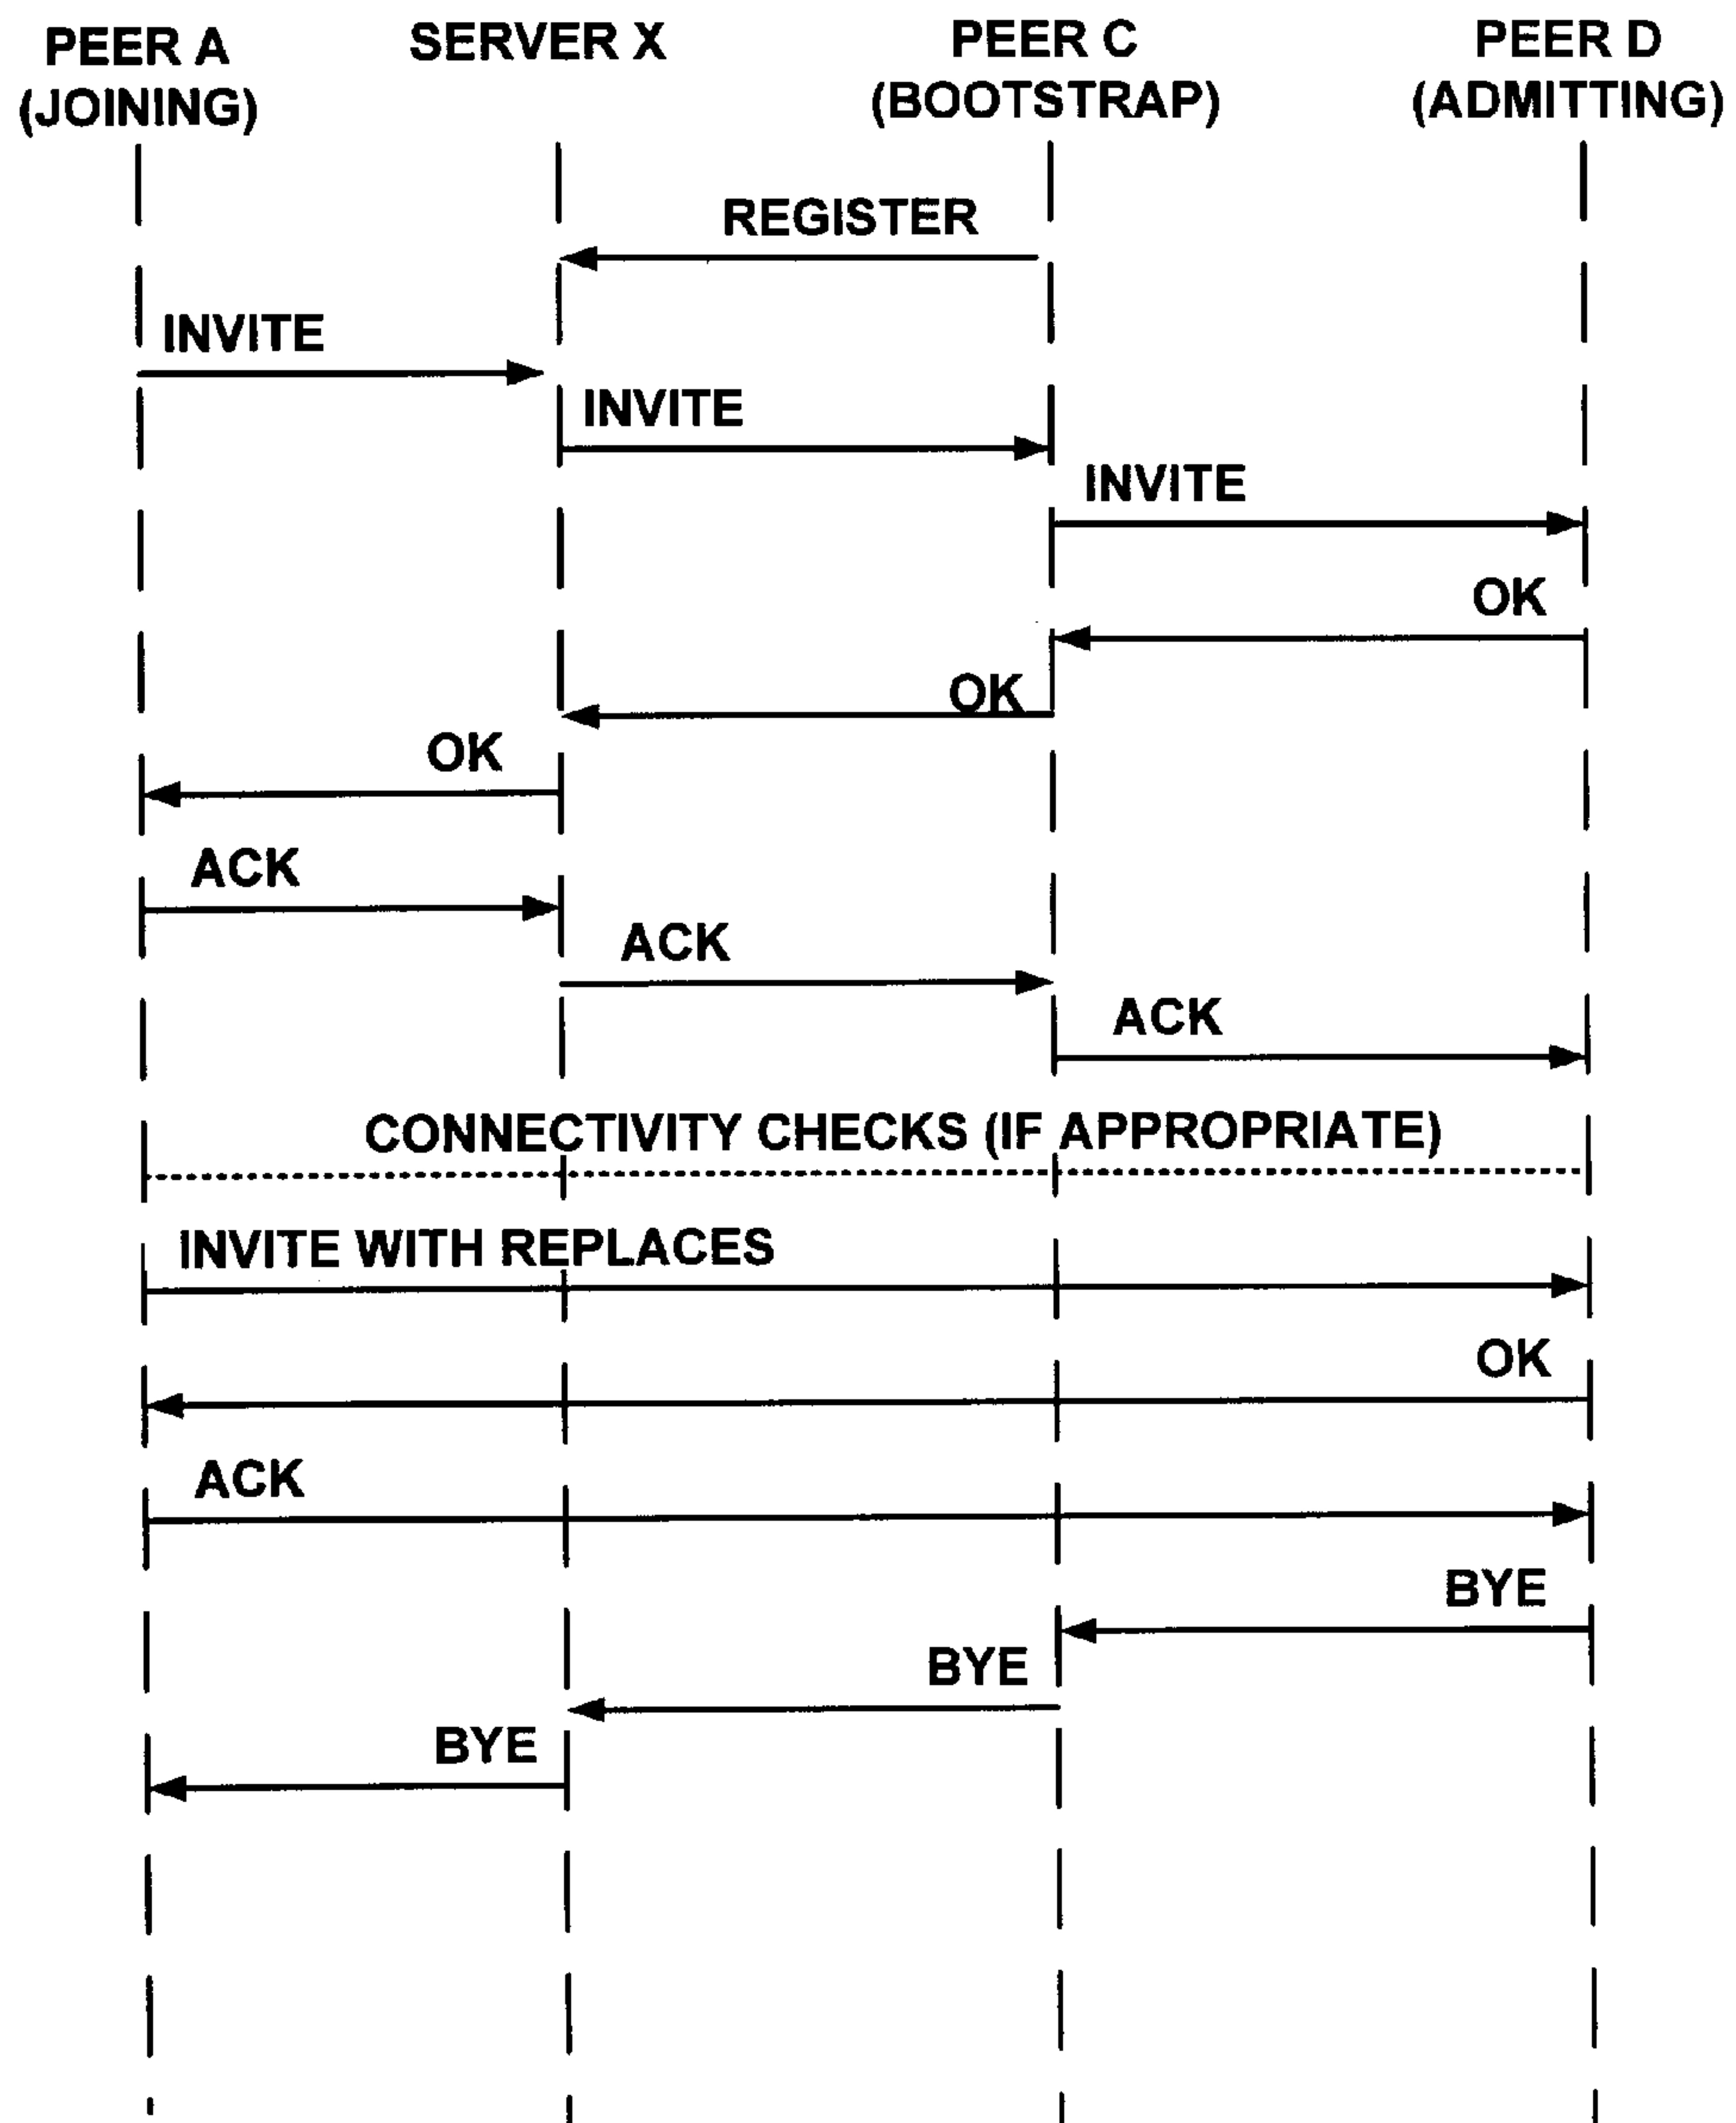 PEER A
(JOINING)
SERVER X
PEER C
(BOOTSTRAP)
PEER D
(ADMITTING)
REGISTER
INVITE
INVITE
INVITE
OK
OK
OK
ACK
ACK
ACK
CONNECTIVITY CHECKS (IF APPROPRIATE)
INVITE WITH REPLACES
OK
ACK
BYE
BYE
BYE